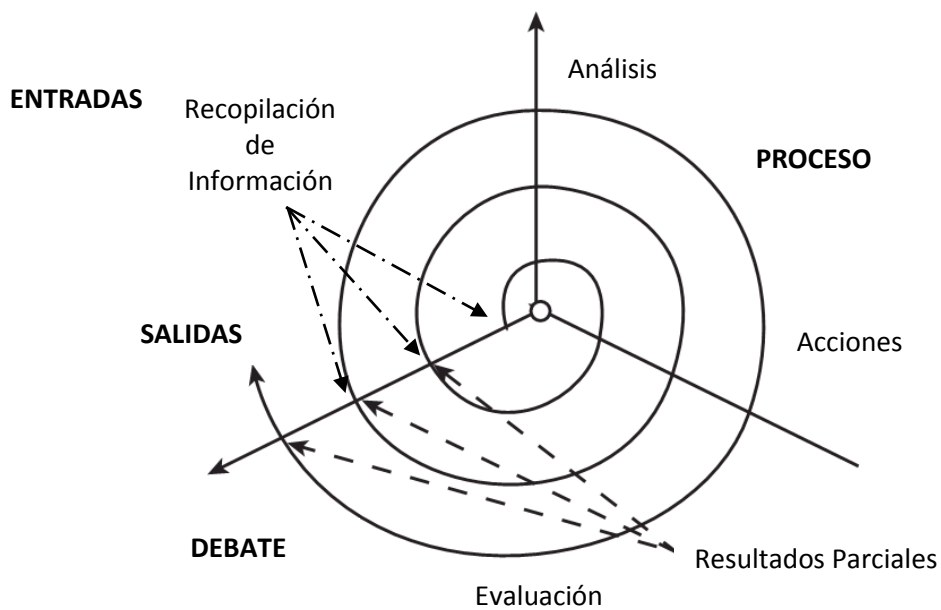 Análisis
ENTRADAS
Recopilación
de
Información
PROCESO
SALIDAS
Acciones
DEBATE
Resultados Parciales
Evaluación